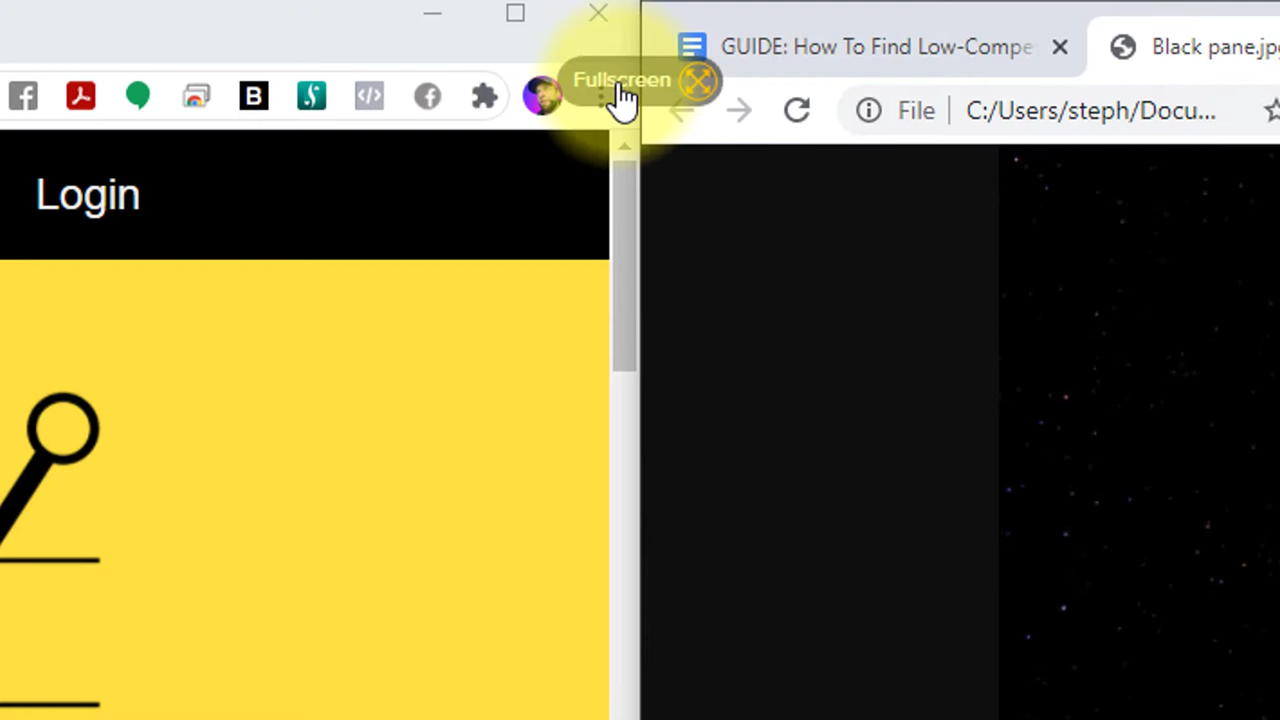 GUIDE: How To Find Low-Compe
Black pane.jpg
Fullscreen
B
File
C:/Users/steph/Docu...
Login